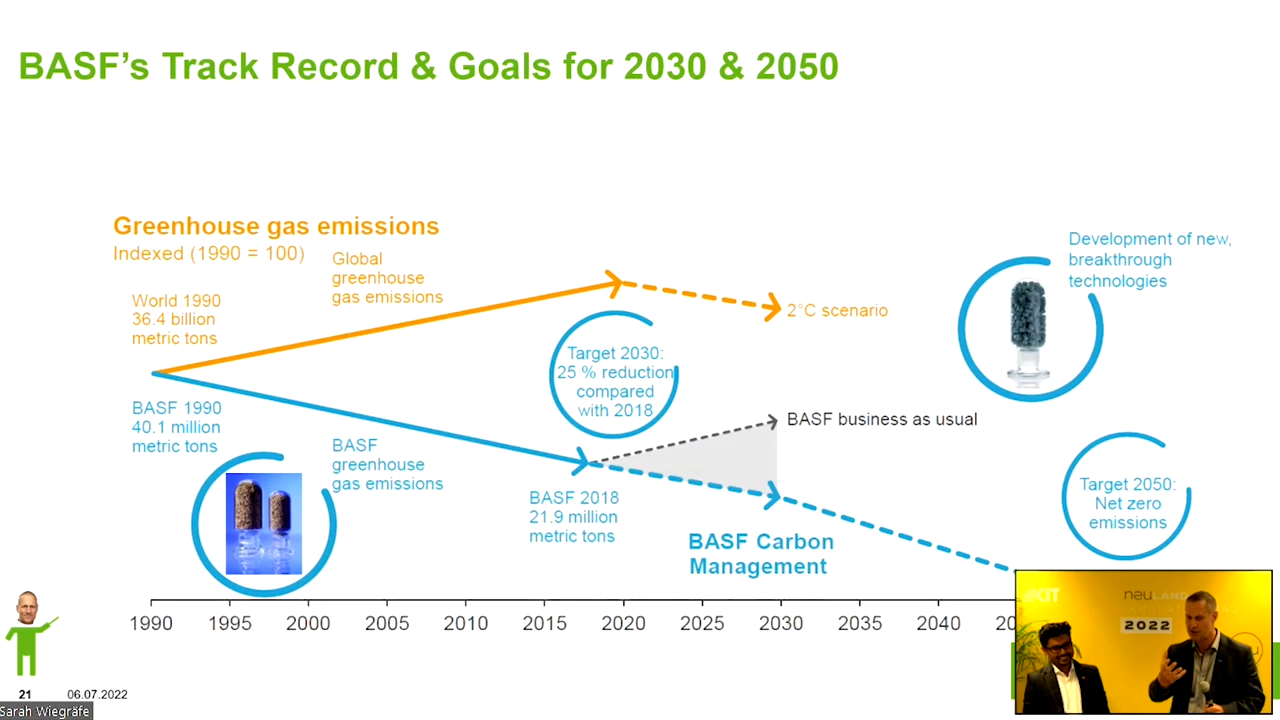 BASF's Track Record & Goals for 2030 & 2050
Greenhouse gas emissions
Indexed (1990 = 100)
Global
greenhouse
gas emissions
World 1990
36.4 billion
metric tons
2°C scenario
Development of new,
breakthrough
technologies
Target 2030:
25 % reduction
compared
with 2018
BASF business as usual
BASF 1990
40.1 million
metric tons
BASF
greenhouse
gas emissions
BASF 2018
21.9 million
metric tons
BASF Carbon
Management
Target 2050:
Net zero
emissions
1990 1995 2000 2005 2010 2015 2020 2025 2030 2035 2040 20
KIT
neuLAND
2022
21 06.07.2022
Sarah Wiegräfe